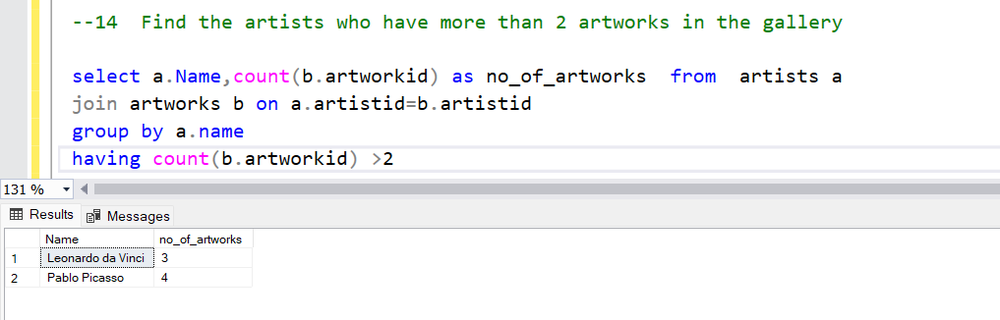 --14  Find the artists who have more than 2 artworks in the gallery
select a.Name,count(b.artworkid) as no_of_artworks  from  artists a
join artworks b on a.artistid=b.artistid
group by a.name
having count(b.artworkid) >2
131 %
Results Messages
Name no_of_artworks
1 Leonardo da Vinci 3
2 Pablo Picasso 4